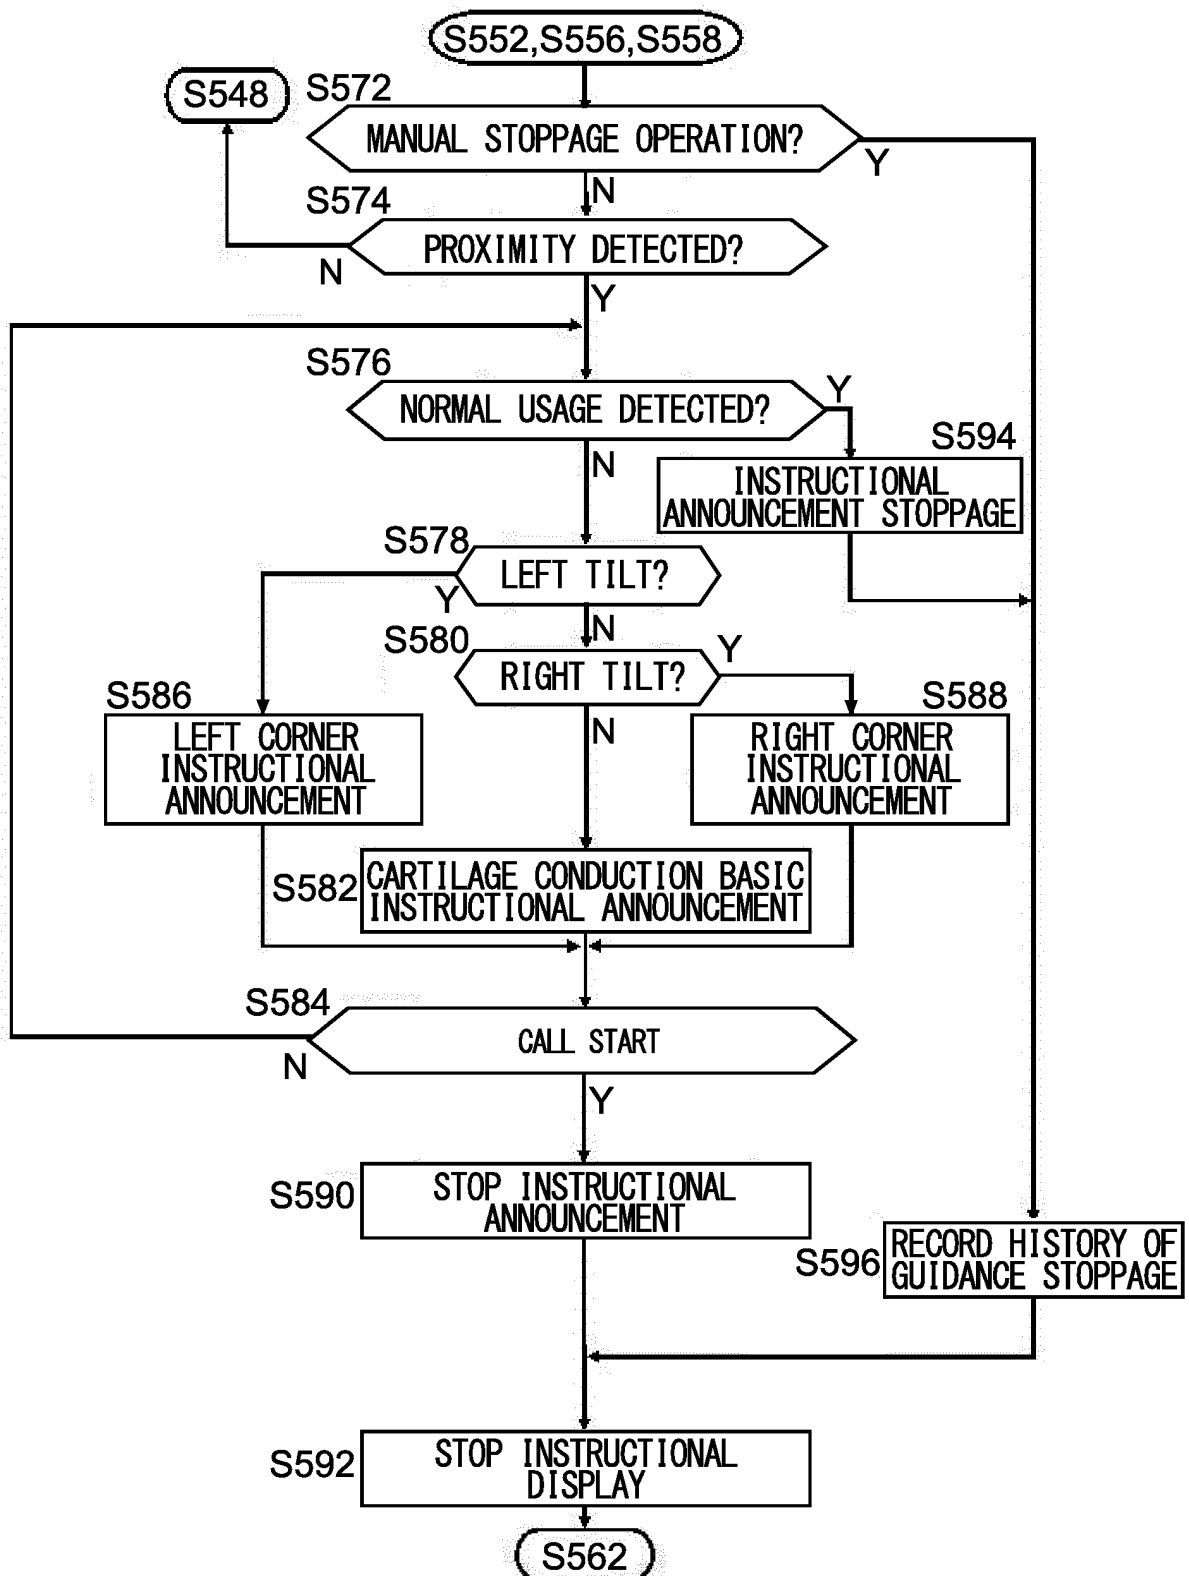 S552,S556,S558
S548
S572
MANUAL STOPPAGE OPERATION?
Y
N
S574
PROXIMITY DETECTED?
N
Y
S576
NORMAL USAGE DETECTED?
Y
N
S594
INSTRUCTIONAL
ANNOUNCEMENT STOPPAGE
S578
LEFT TILT?
Y
N
S580
RIGHT TILT?
Y
N
S586
LEFT CORNER
INSTRUCTIONAL
ANNOUNCEMENT
S588
RIGHT CORNER
INSTRUCTIONAL
ANNOUNCEMENT
S582
CARTILAGE CONDUCTION BASIC
INSTRUCTIONAL ANNOUNCEMENT
S584
CALL START
N
Y
S590
STOP INSTRUCTIONAL
ANNOUNCEMENT
S596
RECORD HISTORY OF
GUIDANCE STOPPAGE
S592
STOP INSTRUCTIONAL
DISPLAY
S562